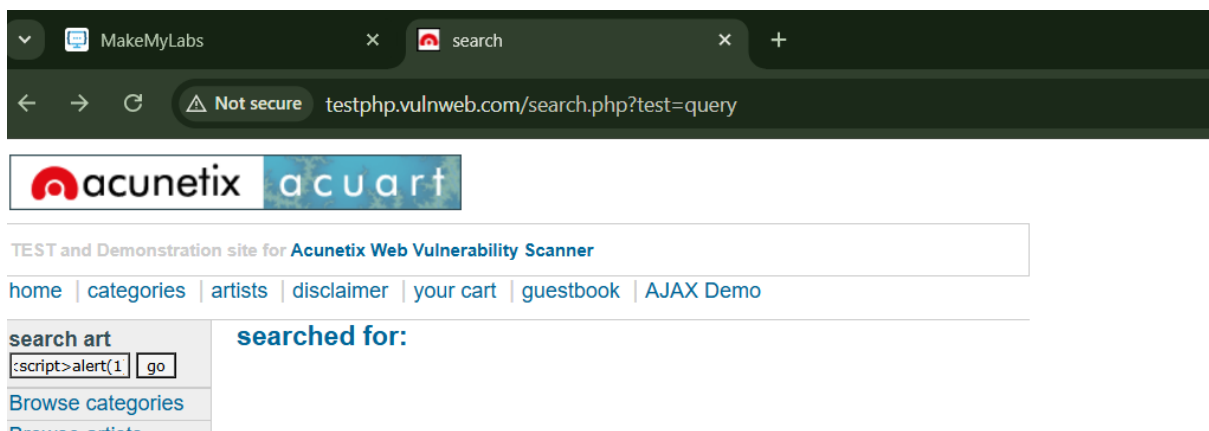 MakeMyLabs
search
Not secure testphp.vulnweb.com/search.php?test=query
acunetix acuart
TEST and Demonstration site for Acunetix Web Vulnerability Scanner
home | categories | artists | disclaimer | your cart | guestbook | AJAX Demo
search art
script>alert(1 go
Browse categories
searched for: